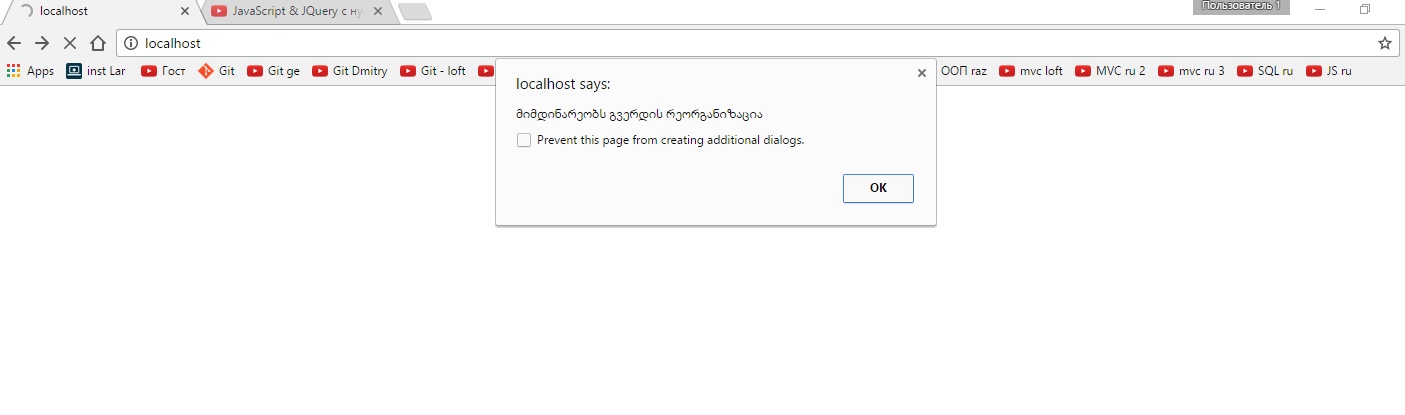 localhost
JavaScript & JQuery с ну
Пользователь 1
localhost
Apps
inst Lar
Гост
Git
Git ge
Git Dmitry
Git - loft
ООП raz
mvc loft
MVC ru 2
mvc ru 3
SQL ru
JS ru
localhost says:
მიმდინარეობს გვერდის რეორგანიზაცია
Prevent this page from creating additional dialogs.
OK